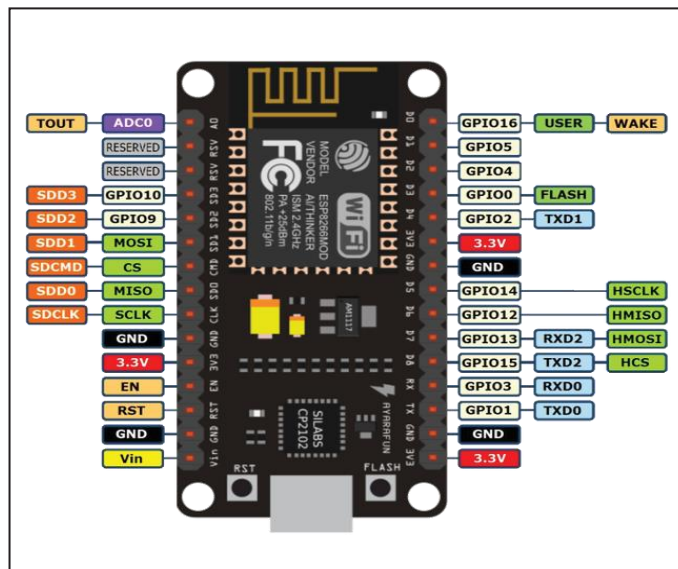 TOUT ADC0 A0 D0 GPIO16 USER WAKE
RESERVED RSV D1 GPIO5
RESERVED RSV D2 GPIO4
SDD3 GPIO10 SD3 D3 GPIO0 FLASH
SDD2 GPIO9 SD2 D4 GPIO2 TXD1
SDD1 MOSI SD1 3V3 3.3V
SDCMD CS CMD GND GND
SDD0 MISO SD0 D5 GPIO14 HSCLK
SDCLK SCLK CLK D6 GPIO12 HMISO
GND GND D7 GPIO13 RXD2 HMOSI
3.3V 3V3 D8 GPIO15 TXD2 HCS
EN EN RX GPIO3 RXD0
RST RST TX GPIO1 TXD0
GND GND GND GND
Vin Vin 3V3 3.3V
MODEL ESP8266MOD
VENDOR AI/THINKER
ISM 2.4GHz
PA +25dBm
802.11b/g/n
FC
Wi Fi
AM1117
AYARAFUN
SILABS
CP2102
RST
FLASH